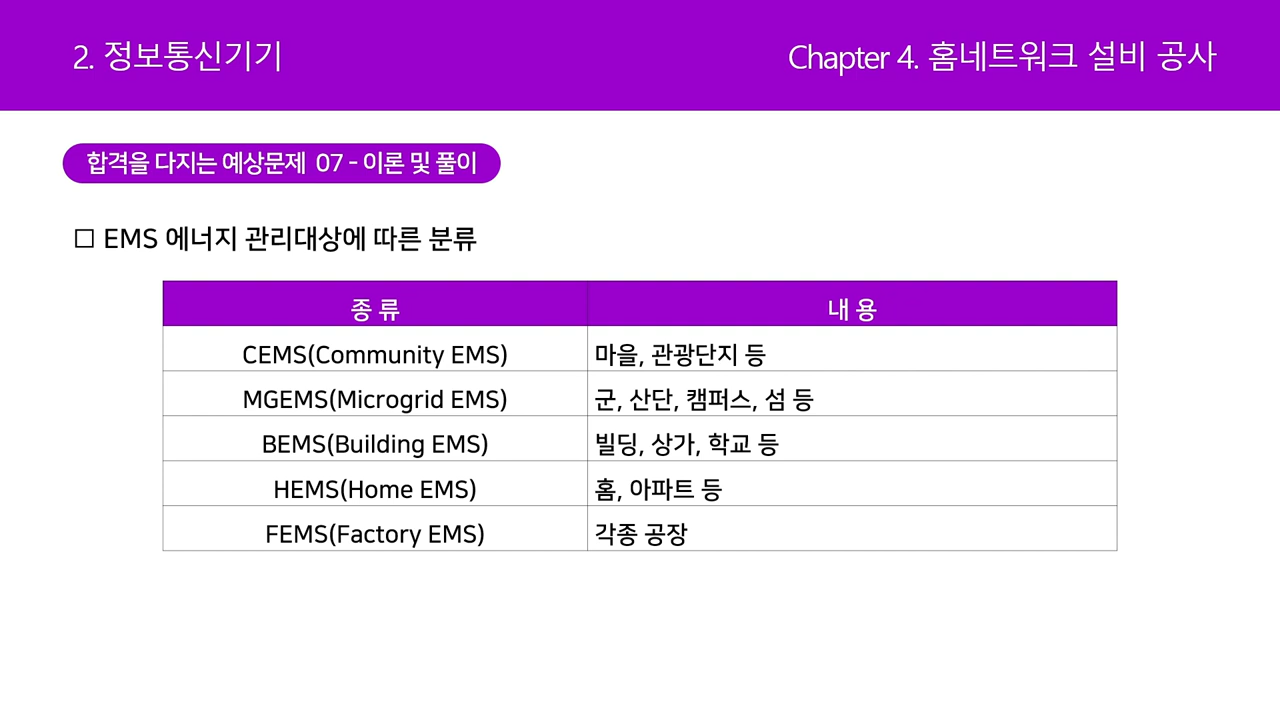 2. 정보통신기기
Chapter 4. 홈네트워크 설비 공사
합격을 다지는 예상문제 07 - 이론 및 풀이
□ EMS 에너지 관리대상에 따른 분류
종 류
내 용
CEMS(Community EMS)
마을, 관광단지 등
MGEMS(Microgrid EMS)
군, 산단, 캠퍼스, 섬 등
BEMS(Building EMS)
빌딩, 상가, 학교 등
HEMS(Home EMS)
홈, 아파트 등
FEMS(Factory EMS)
각종 공장